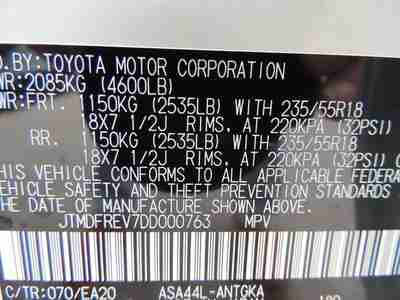 D.BY:TOYOTA MOTOR CORPORATION
WR:2085KG (4600LB)
WR:FRT. 1150KG (2535LB) WITH 235/55R18
18X7 1/2J RIMS, AT 220KPA (32PSI)
RR. 1150KG (2535LB) WITH 235/55R18
18X7 1/2J RIMS, AT 220KPA (32PSI) C
THIS VEHICLE CONFORMS TO ALL APPLICABLE FEDERA
VEHICLE SAFETY AND THEFT PREVENTION STANDARDS
THE DATE OF MANUFACTURE SHOWN ABOVE.
JTMDFREV7DD000763 MPV
C/TR:070/EA20 ASA44L-ANTGKA